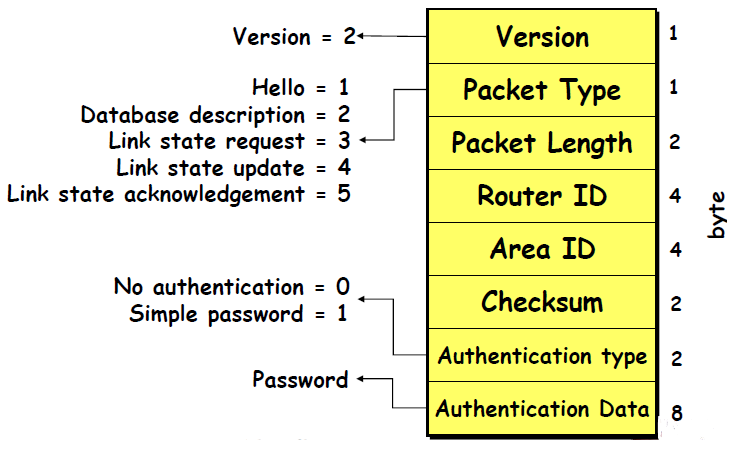 Version = 2
Version
1
Hello = 1
Database description = 2
Link state request = 3
Link state update = 4
Link state acknowledgement = 5
Packet Type
1
Packet Length
2
Router ID
4
Area ID
4
byte
No authentication = 0
Simple password = 1
Checksum
2
Authentication type
2
Password
Authentication Data
8